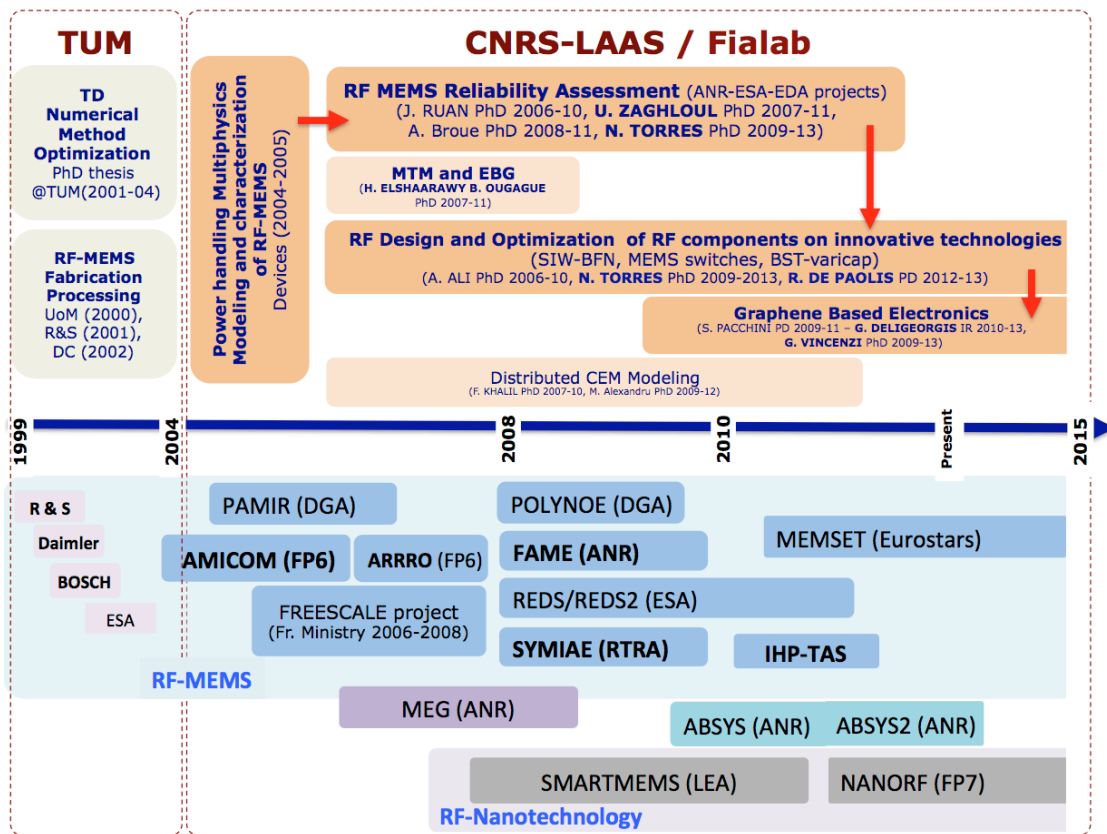 TUM
CNRS-LAAS / Fialab
TD
Numerical
Method
Optimization
PhD thesis
@TUM(2001-04)
RF-MEMS
Fabrication
Processing
UoM (2000),
R&S (2001),
DC (2002)
Power handling Multiphysics
Modeling and characterization
of RF-MEMS
Devices (2004-2005)
RF MEMS Reliability Assessment (ANR-ESA-EDA projects)
(J. RUAN PhD 2006-10, U. ZAGHLOUL PhD 2007-11,
A. Broue PhD 2008-11, N. TORRES PhD 2009-13)
MTM and EBG
(H. ELSHAARAWY B. OUGAGUE
PhD 2007-11)
RF Design and Optimization of RF components on innovative technologies
(SIW-BFN, MEMS switches, BST-varicap)
(A. ALI PhD 2006-10, N. TORRES PhD 2009-2013, R. DE PAOLIS PD 2012-13)
Graphene Based Electronics
(S. PACCHINI PD 2009-11 – G. DELIGEORGIS IR 2010-13,
G. VINCENZI PhD 2009-13)
Distributed CEM Modeling
(F. KHALIL PhD 2007-10, M. Alexandru PhD 2009-12)
1999
2004
2008
2010
Present
2015
R & S
Daimler
BOSCH
ESA
PAMIR (DGA)
POLYNOE (DGA)
MEMSET (Eurostars)
AMICOM (FP6)
ARRRO (FP6)
FAME (ANR)
FREESCALE project
(Fr. Ministry 2006-2008)
REDS/REDS2 (ESA)
SYMIAE (RTRA)
IHP-TAS
RF-MEMS
MEG (ANR)
ABSYS (ANR)
ABSYS2 (ANR)
SMARTMEMS (LEA)
NANORF (FP7)
RF-Nanotechnology